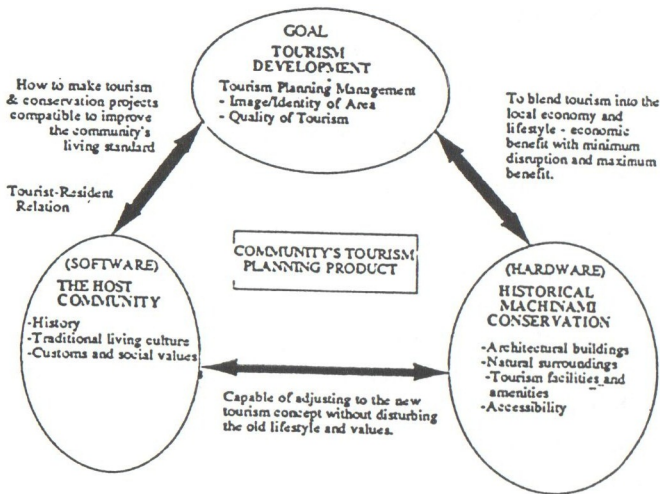 GOAL
TOURISM
DEVELOPMENT
Tourism Planning Management
- Image/Identity of Area
- Quality of Tourism
How to make tourism
& conservation projects
compatible to improve
the community's
living standard
Tourist-Resident
Relation
To blend tourism into the
local economy and
lifestyle - economic
benefit with minimum
disruption and maximum
benefit.
COMMUNITY'S TOURISM
PLANNING PRODUCT
(SOFTWARE)
THE HOST
COMMUNITY
-History
-Traditional living culture
-Customs and social values
(HARDWARE)
HISTORICAL
MACHINAMI
CONSERVATION
-Architectural buildings
-Natural surroundings
-Tourism facilities and
amenities
-Accessibility
Capable of adjusting to the new
tourism concept without disturbing
the old lifestyle and values.